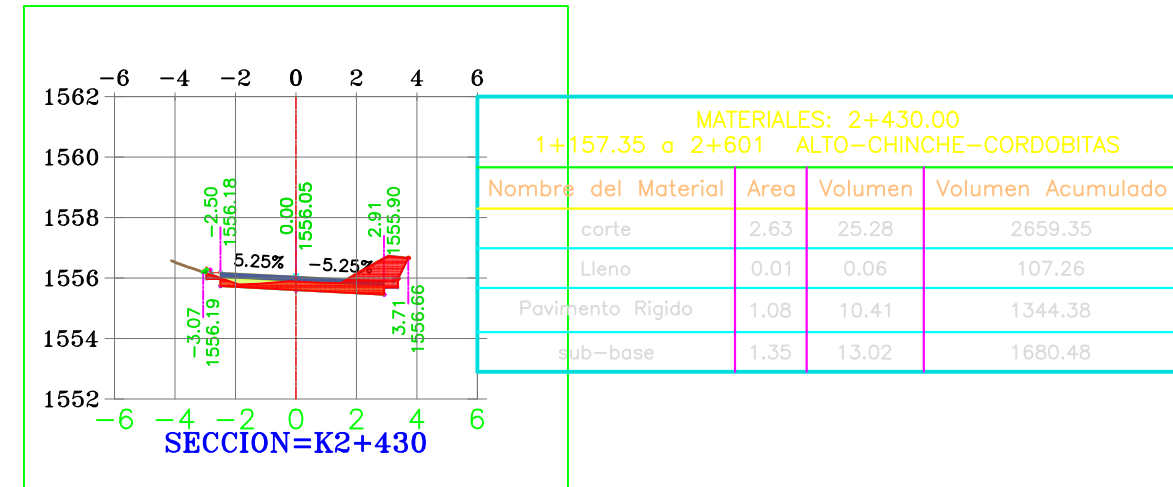 -6 -4 -2 0 2 4 6
1562
1560
1558
1556
1554
1552
-2.50
1556.18
0.00
1556.05
2.91
1555.90
5.25%
-5.25%
-3.07
1556.19
3.71
1556.66
-6 -4 -2 0 2 4 6
SECCION=K2+430
MATERIALES: 2+430.00
1+157.35 a 2+601 ALTO-CHINCHE-CORDOBITAS
Nombre del Material Area Volumen Volumen Acumulado
corte 2.63 25.28 2659.35
Lleno 0.01 0.06 107.26
Pavimento Rigido 1.08 10.41 1344.38
sub-base 1.35 13.02 1680.48